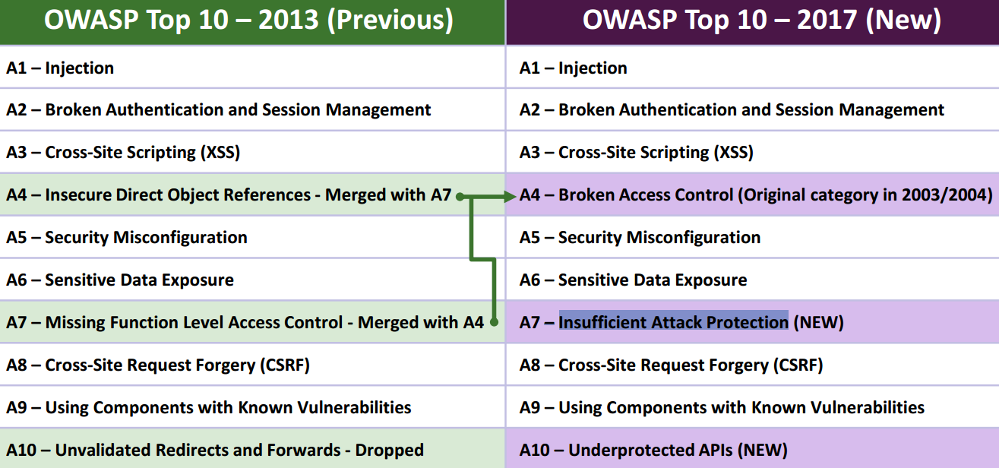 OWASP Top 10 – 2013 (Previous)
OWASP Top 10 – 2017 (New)
A1 – Injection
A1 – Injection
A2 – Broken Authentication and Session Management
A2 – Broken Authentication and Session Management
A3 – Cross-Site Scripting (XSS)
A3 – Cross-Site Scripting (XSS)
A4 – Insecure Direct Object References - Merged with A7
A4 – Broken Access Control (Original category in 2003/2004)
A5 – Security Misconfiguration
A5 – Security Misconfiguration
A6 – Sensitive Data Exposure
A6 – Sensitive Data Exposure
A7 – Missing Function Level Access Control - Merged with A4
A7 – Insufficient Attack Protection (NEW)
A8 – Cross-Site Request Forgery (CSRF)
A8 – Cross-Site Request Forgery (CSRF)
A9 – Using Components with Known Vulnerabilities
A9 – Using Components with Known Vulnerabilities
A10 – Unvalidated Redirects and Forwards - Dropped
A10 – Underprotected APIs (NEW)